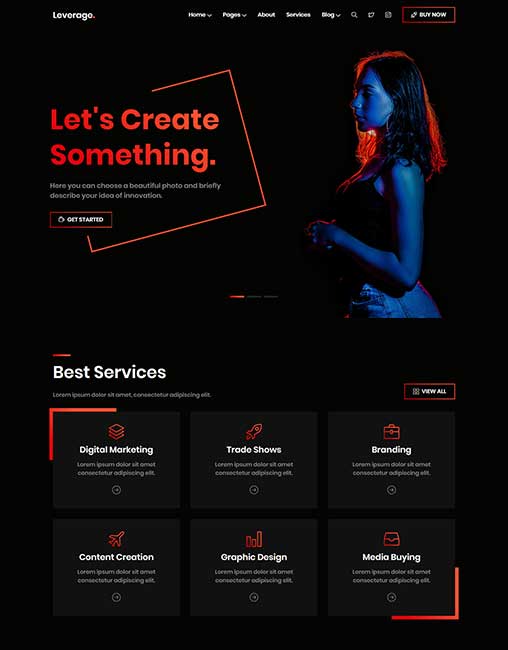 Leverage.
Home Pages About Services Blog BUY NOW
Let's Create
Something.
Here you can choose a beautiful photo and briefly
describe your idea of innovation.
GET STARTED
Best Services
Lorem ipsum dolor sit amet, consectetur adipiscing elit.
VIEW ALL
Digital Marketing
Lorem ipsum dolor sit amet
consectetur adipiscing elit.
Trade Shows
Lorem ipsum dolor sit amet
consectetur adipiscing elit.
Branding
Lorem ipsum dolor sit amet
consectetur adipiscing elit.
Content Creation
Lorem ipsum dolor sit amet
consectetur adipiscing elit.
Graphic Design
Lorem ipsum dolor sit amet
consectetur adipiscing elit.
Media Buying
Lorem ipsum dolor sit amet
consectetur adipiscing elit.